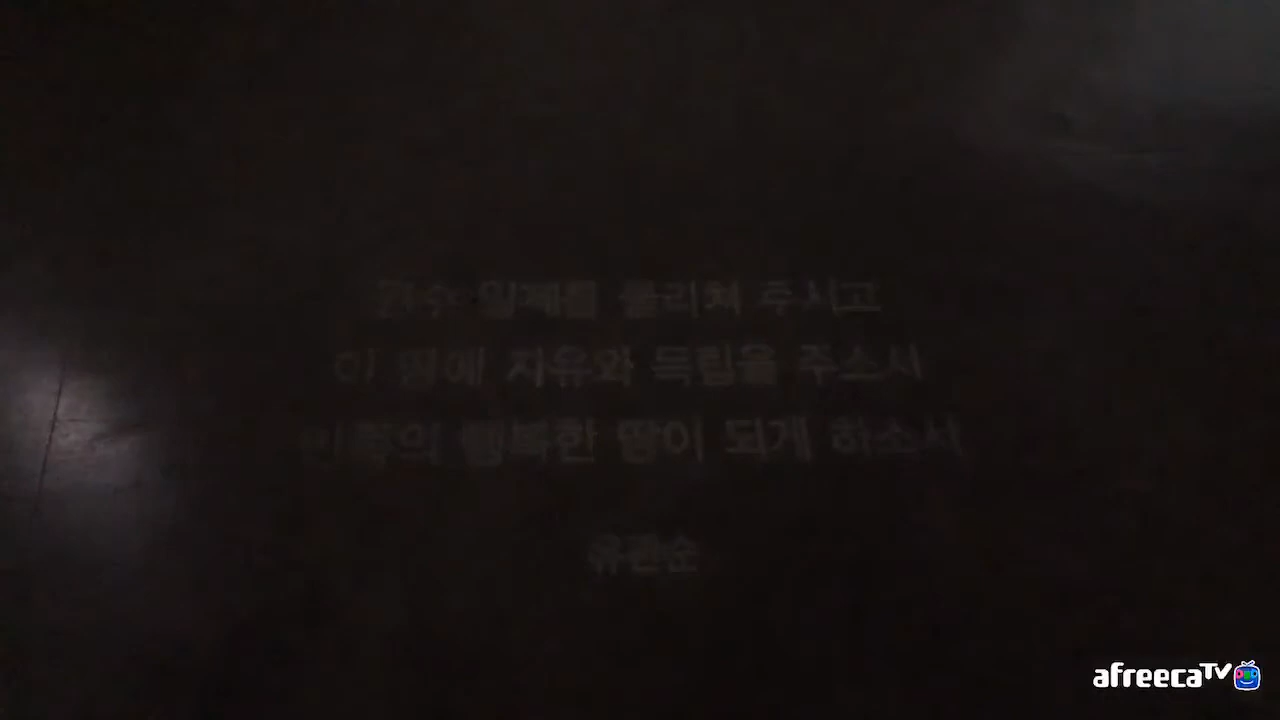 원수 일제를 물리쳐 주시고
이 땅에 자유와 독립을 주소서
민족의 행복한 땅이 되게 하소서
유관순
afreecaTV